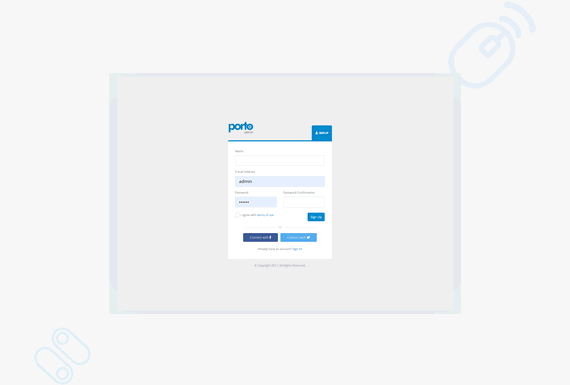 porto
admin
SIGN UP
Name
E-mail Address
admin
Password
Password Confirmation
••••••
I agree with terms of use
Sign Up
or
Connect with f
Connect with
Already have an account? Sign In!
© Copyright 2017. All Rights Reserved.